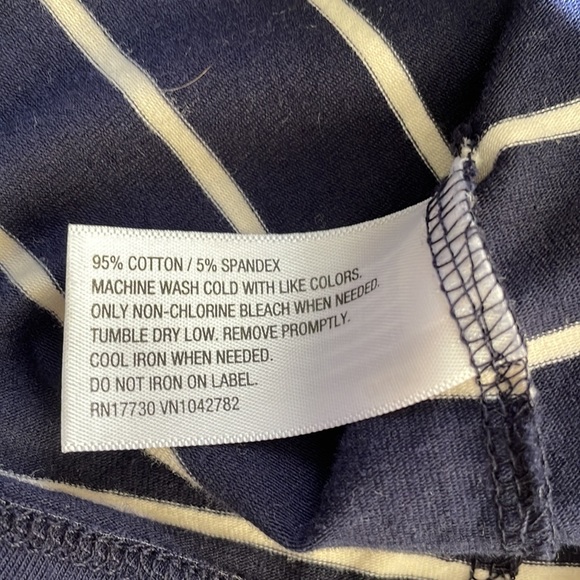 95% COTTON / 5% SPANDEX
MACHINE WASH COLD WITH LIKE COLORS.
ONLY NON-CHLORINE BLEACH WHEN NEEDED.
TUMBLE DRY LOW. REMOVE PROMPTLY.
COOL IRON WHEN NEEDED.
DO NOT IRON ON LABEL.
RN17730 VN1042782